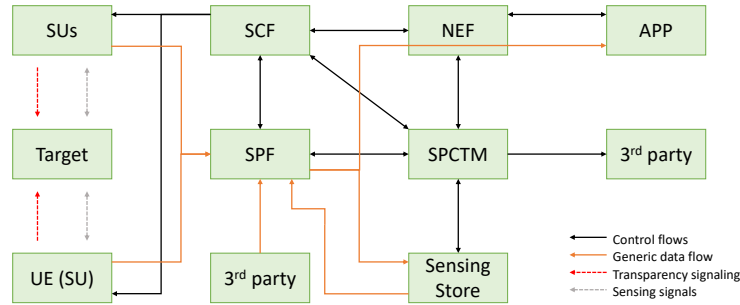 SUs
SCF
NEF
APP
Target
SPF
SPCTM
3rd party
UE (SU)
3rd party
Sensing
Store
Control flows
Generic data flow
Transparency signaling
Sensing signals